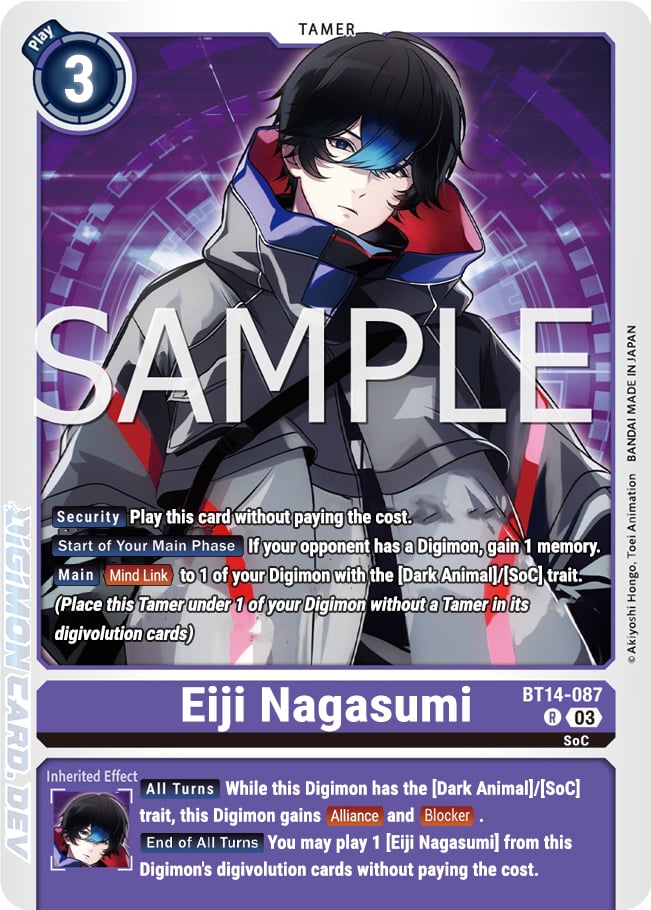 TAMER
Play
3
SAMPLE
Security Play this card without paying the cost.
Start of Your Main Phase If your opponent has a Digimon, gain 1 memory.
Main Mind Link to 1 of your Digimon with the [Dark Animal]/[SoC] trait.
(Place this Tamer under 1 of your Digimon without a Tamer in its
digivolution cards)
© Akiyoshi Hongo, Toei Animation BANDAI MADE IN JAPAN
DIGIMON CARD.DEV
Eiji Nagasumi
BT14-087
R 03
SoC
Inherited Effect
All Turns While this Digimon has the [Dark Animal]/[SoC]
trait, this Digimon gains Alliance and Blocker .
End of All Turns You may play 1 [Eiji Nagasumi] from this
Digimon's digivolution cards without paying the cost.